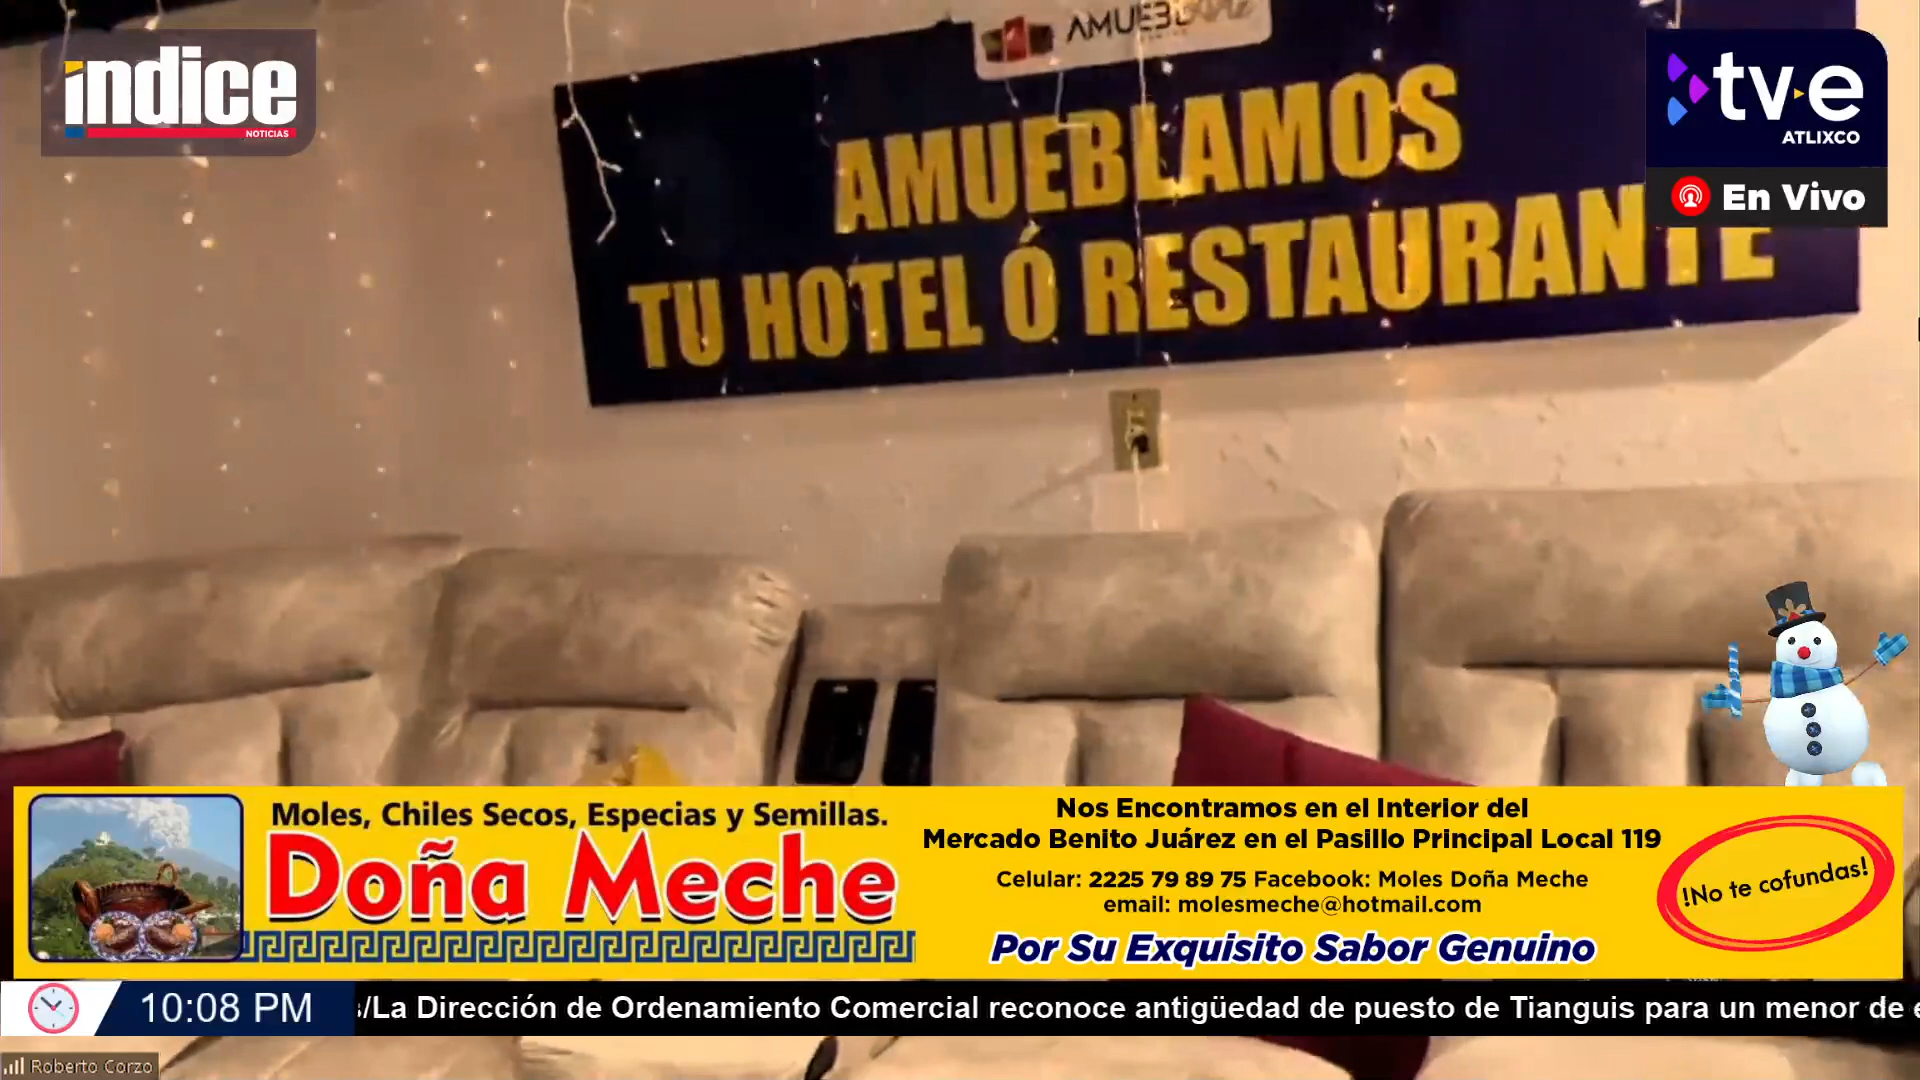 índice
NOTICIAS
tv·e
ATLIXCO
En Vivo
AMUEBLAMOS
TU HOTEL Ó RESTAURANTE
Moles, Chiles Secos, Especias y Semillas.
Doña Meche
Nos Encontramos en el Interior del
Mercado Benito Juárez en el Pasillo Principal Local 119
Celular: 2225 79 89 75 Facebook: Moles Doña Meche
email: molesmeche@hotmail.com
Por Su Exquisito Sabor Genuino
!No te cofundas!
10:08 PM
/La Dirección de Ordenamiento Comercial reconoce antigüedad de puesto de Tianguis para un menor de
Roberto Corzo